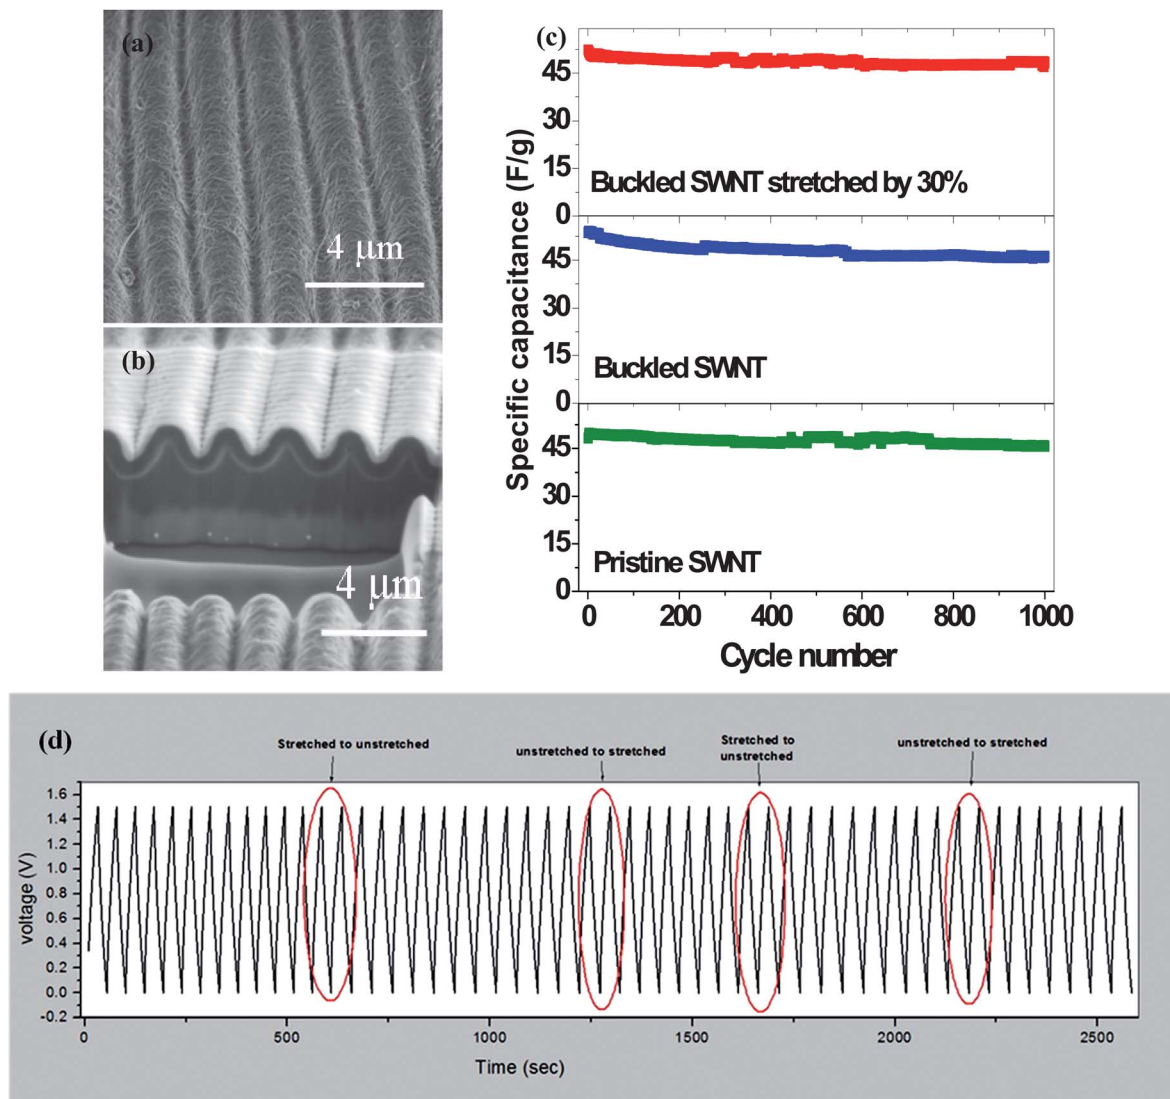 (a)
4 μm
(b)
4 μm
(c)
Specific capacitance (F/g)
45
30
15
0
Buckled SWNT stretched by 30%
45
30
15
0
Buckled SWNT
45
30
45
0
Pristine SWNT
0 200 400 600 800 1000
Cycle number
(d)
Stretched to unstretched
unstretched to stretched
Stretched to
unstretched
unstretched to stretched
voltage (V)
1.6
1.4
1.2
1.0
0.8
0.6
0.4
0.2
0.0
-0.2
0 500 1000 1500 2000 2500
Time (sec)